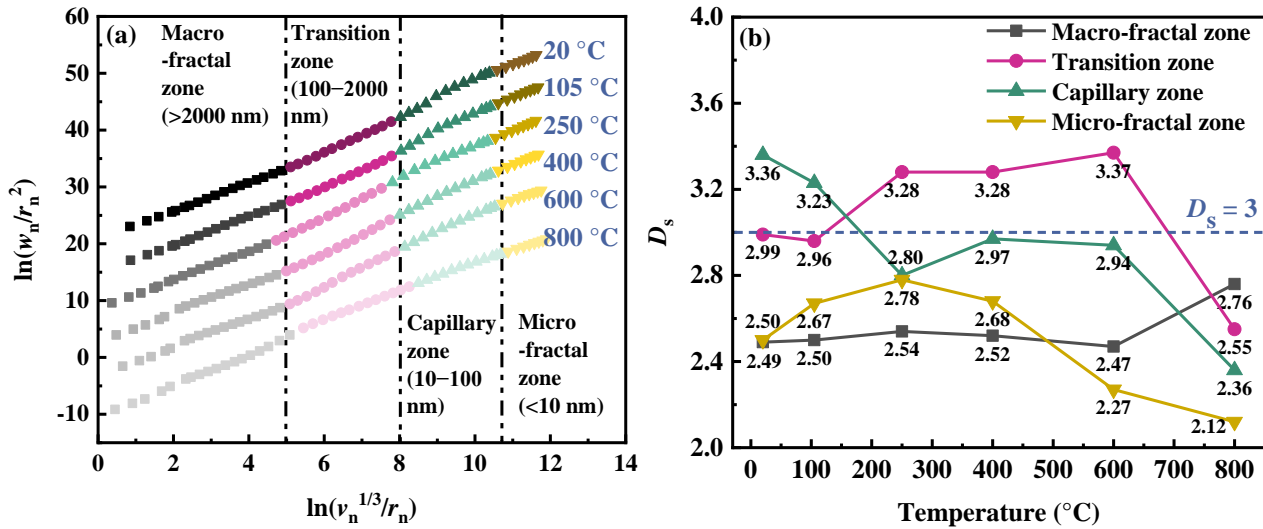 (a)
Macro
-fractal
zone
(>2000 nm)
Transition
zone
(100−2000
nm)
20 °C
105 °C
250 °C
400 °C
600 °C
800 °C
Capillary
zone
(10−100
nm)
Micro
-fractal
zone
(<10 nm)
60
50
40
30
20
10
0
-10
ln(wₙ/rₙ²)
0 2 4 6 8 10 12 14
ln(vₙ^1/3/rₙ)
(b)
Macro-fractal zone
Transition zone
Capillary zone
Micro-fractal zone
4.0
3.6
3.2
2.8
2.4
2.0
Dₛ
Dₛ = 3
3.36 3.23 2.80 2.97 2.94 2.36
2.99 2.96 3.28 3.28 3.37 2.55
2.50 2.67 2.78 2.68 2.27 2.12
2.49 2.50 2.54 2.52 2.47 2.76
0 100 200 300 400 500 600 700 800
Temperature (°C)